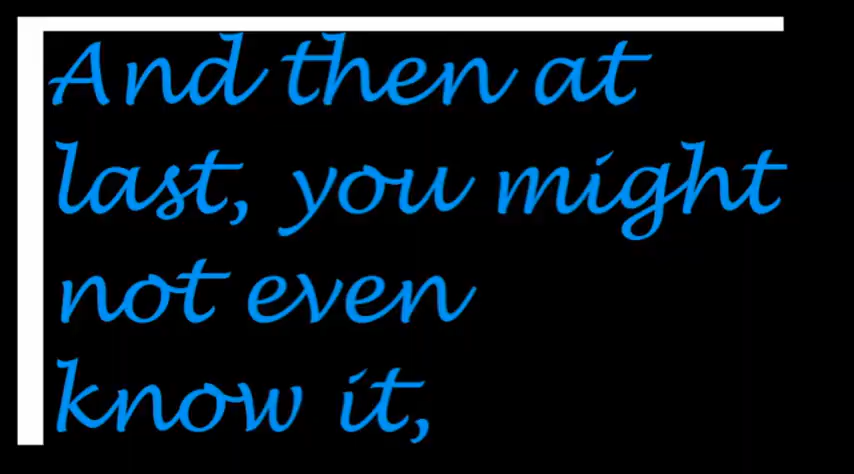 And then at
last, you might
not even
know it,